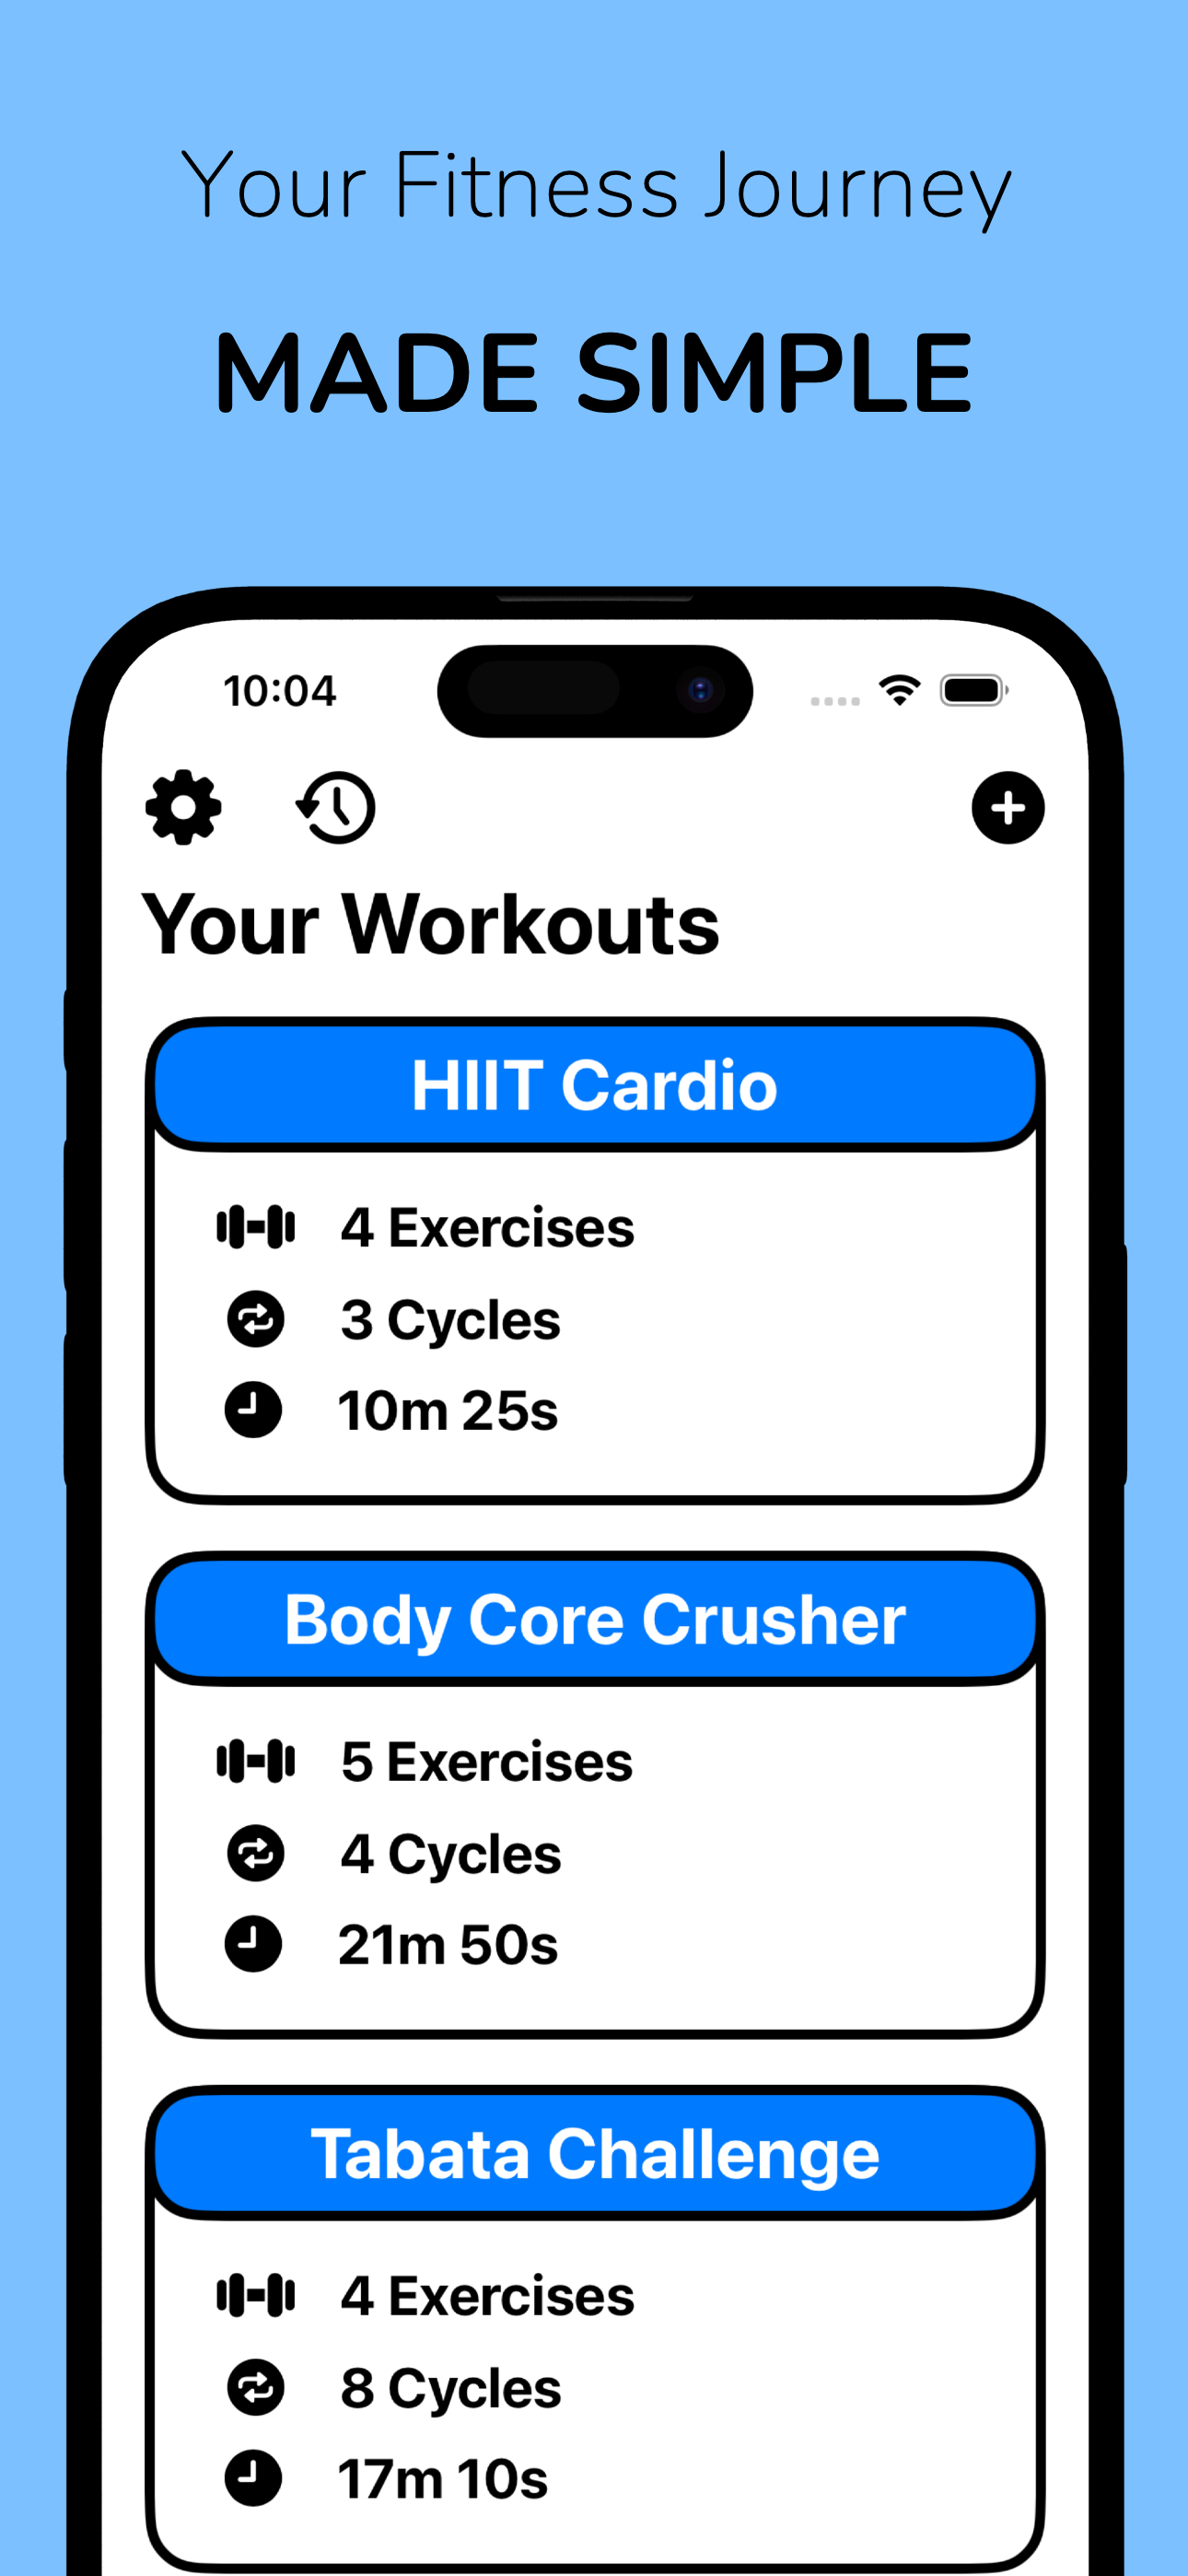 Your Fitness Journey
MADE SIMPLE
10:04
Your Workouts
HIIT Cardio
4 Exercises
3 Cycles
10m 25s
Body Core Crusher
5 Exercises
4 Cycles
21m 50s
Tabata Challenge
4 Exercises
8 Cycles
17m 10s